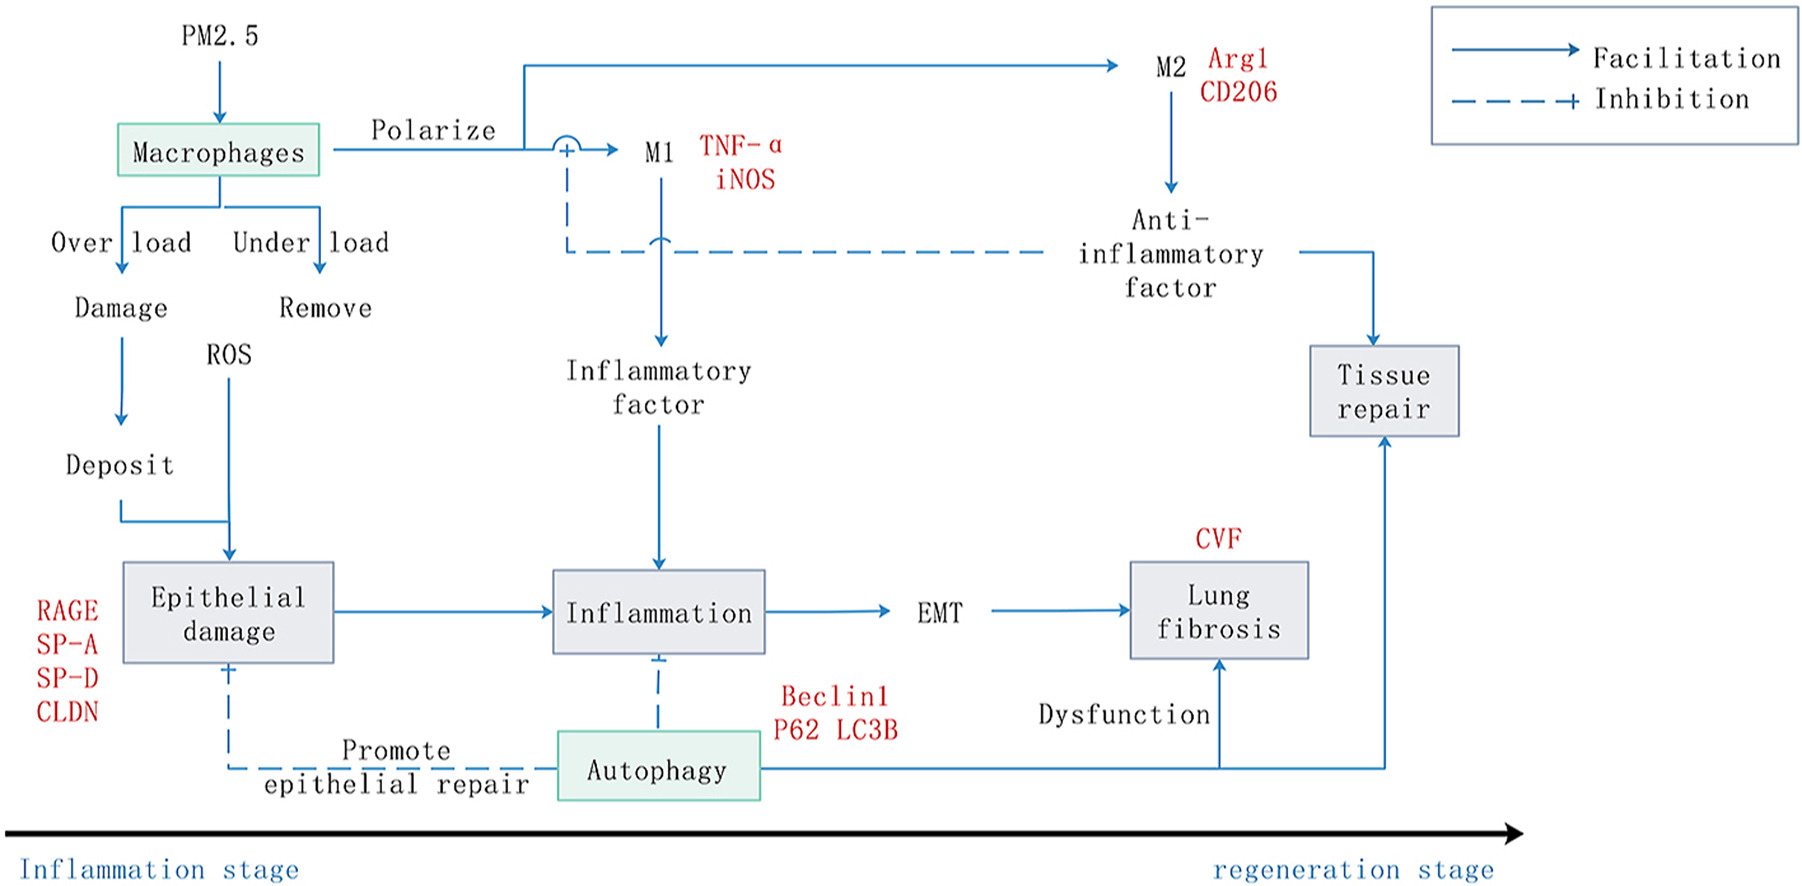 PM2.5
Macrophages
Polarize
M2
Arg1
CD206
Facilitation
Inhibition
M1
TNF-α
iNOS
Over load
Under load
Anti-
inflammatory
factor
Damage
Remove
ROS
Inflammatory
factor
Tissue
repair
Deposit
CVF
Epithelial
damage
RAGE
SP-A
SP-D
CLDN
Inflammation
EMT
Lung
fibrosis
Beclin1
P62 LC3B
Dysfunction
Promote
epithelial repair
Autophagy
Inflammation stage
regeneration stage